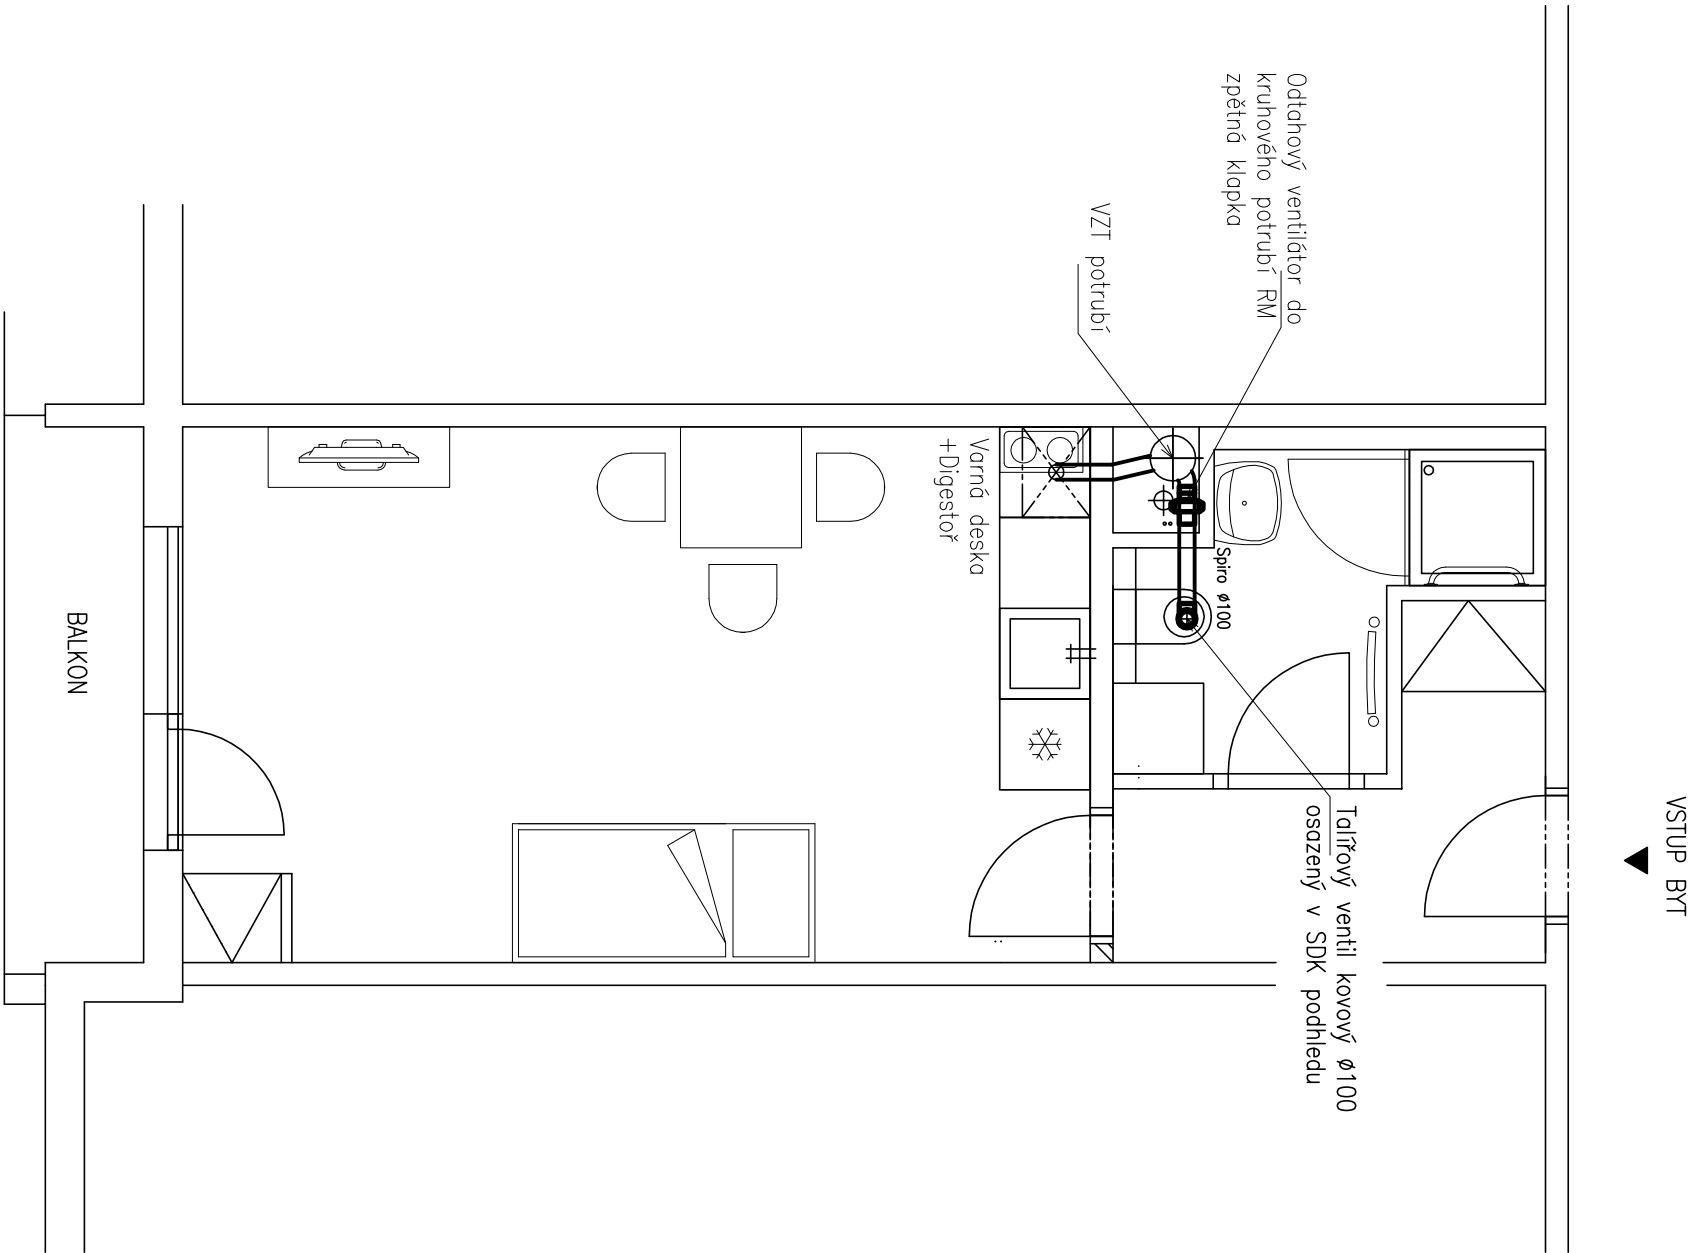 VSTUP BYT
Odtahový ventilátor do
kruhového potrubí RM
zpětná klapka
VZT potrubí
Spiro ø100
Talířový ventil kovový ø100
osazený v SDK podhledu
Varná deska
+Digestoř
BALKON